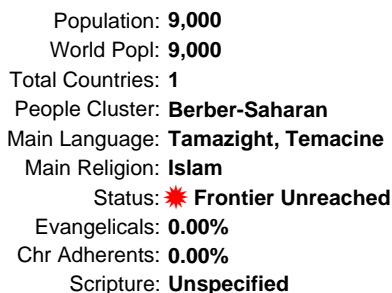 Population: 9,000
World Popl: 9,000
Total Countries: 1
People Cluster: Berber-Saharan
Main Language: Tamazight, Temacine
Main Religion: Islam
Status: Frontier Unreached
Evangelicals: 0.00%
Chr Adherents: 0.00%
Scripture: Unspecified